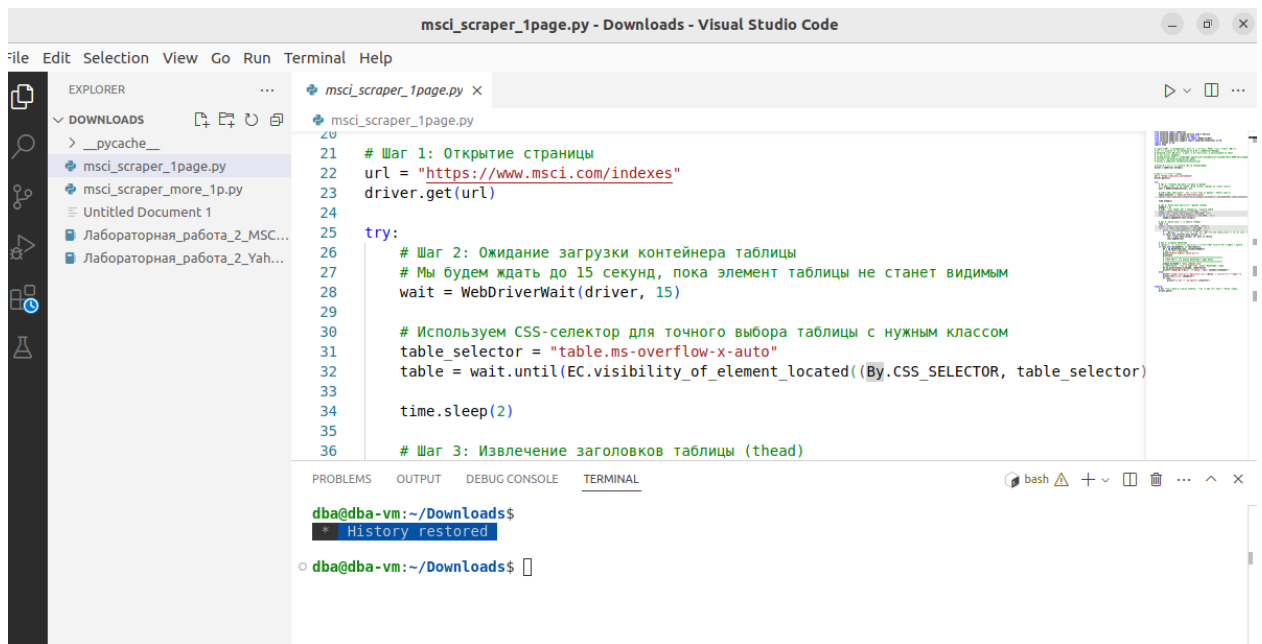 msci_scraper_1page.py - Downloads - Visual Studio Code
File Edit Selection View Go Run Terminal Help
EXPLORER
DOWNLOADS
__pycache__
msci_scraper_1page.py
msci_scraper_more_1p.py
Untitled Document 1
Лабораторная_работа_2_MSC...
Лабораторная_работа_2_Yah...
msci_scraper_1page.py
msci_scraper_1page.py
20
21 # Шаг 1: Открытие страницы
22 url = "https://www.msci.com/indexes"
23 driver.get(url)
24
25 try:
26 # Шаг 2: Ожидание загрузки контейнера таблицы
27 # Мы будем ждать до 15 секунд, пока элемент таблицы не станет видимым
28 wait = WebDriverWait(driver, 15)
29
30 # Используем CSS-селектор для точного выбора таблицы с нужным классом
31 table_selector = "table.ms-overflow-x-auto"
32 table = wait.until(EC.visibility_of_element_located((By.CSS_SELECTOR, table_selector)
33
34 time.sleep(2)
35
36 # Шаг 3: Извлечение заголовков таблицы (thead)
PROBLEMS OUTPUT DEBUG CONSOLE TERMINAL bash
dba@dba-vm:~/Downloads$
* History restored
dba@dba-vm:~/Downloads$